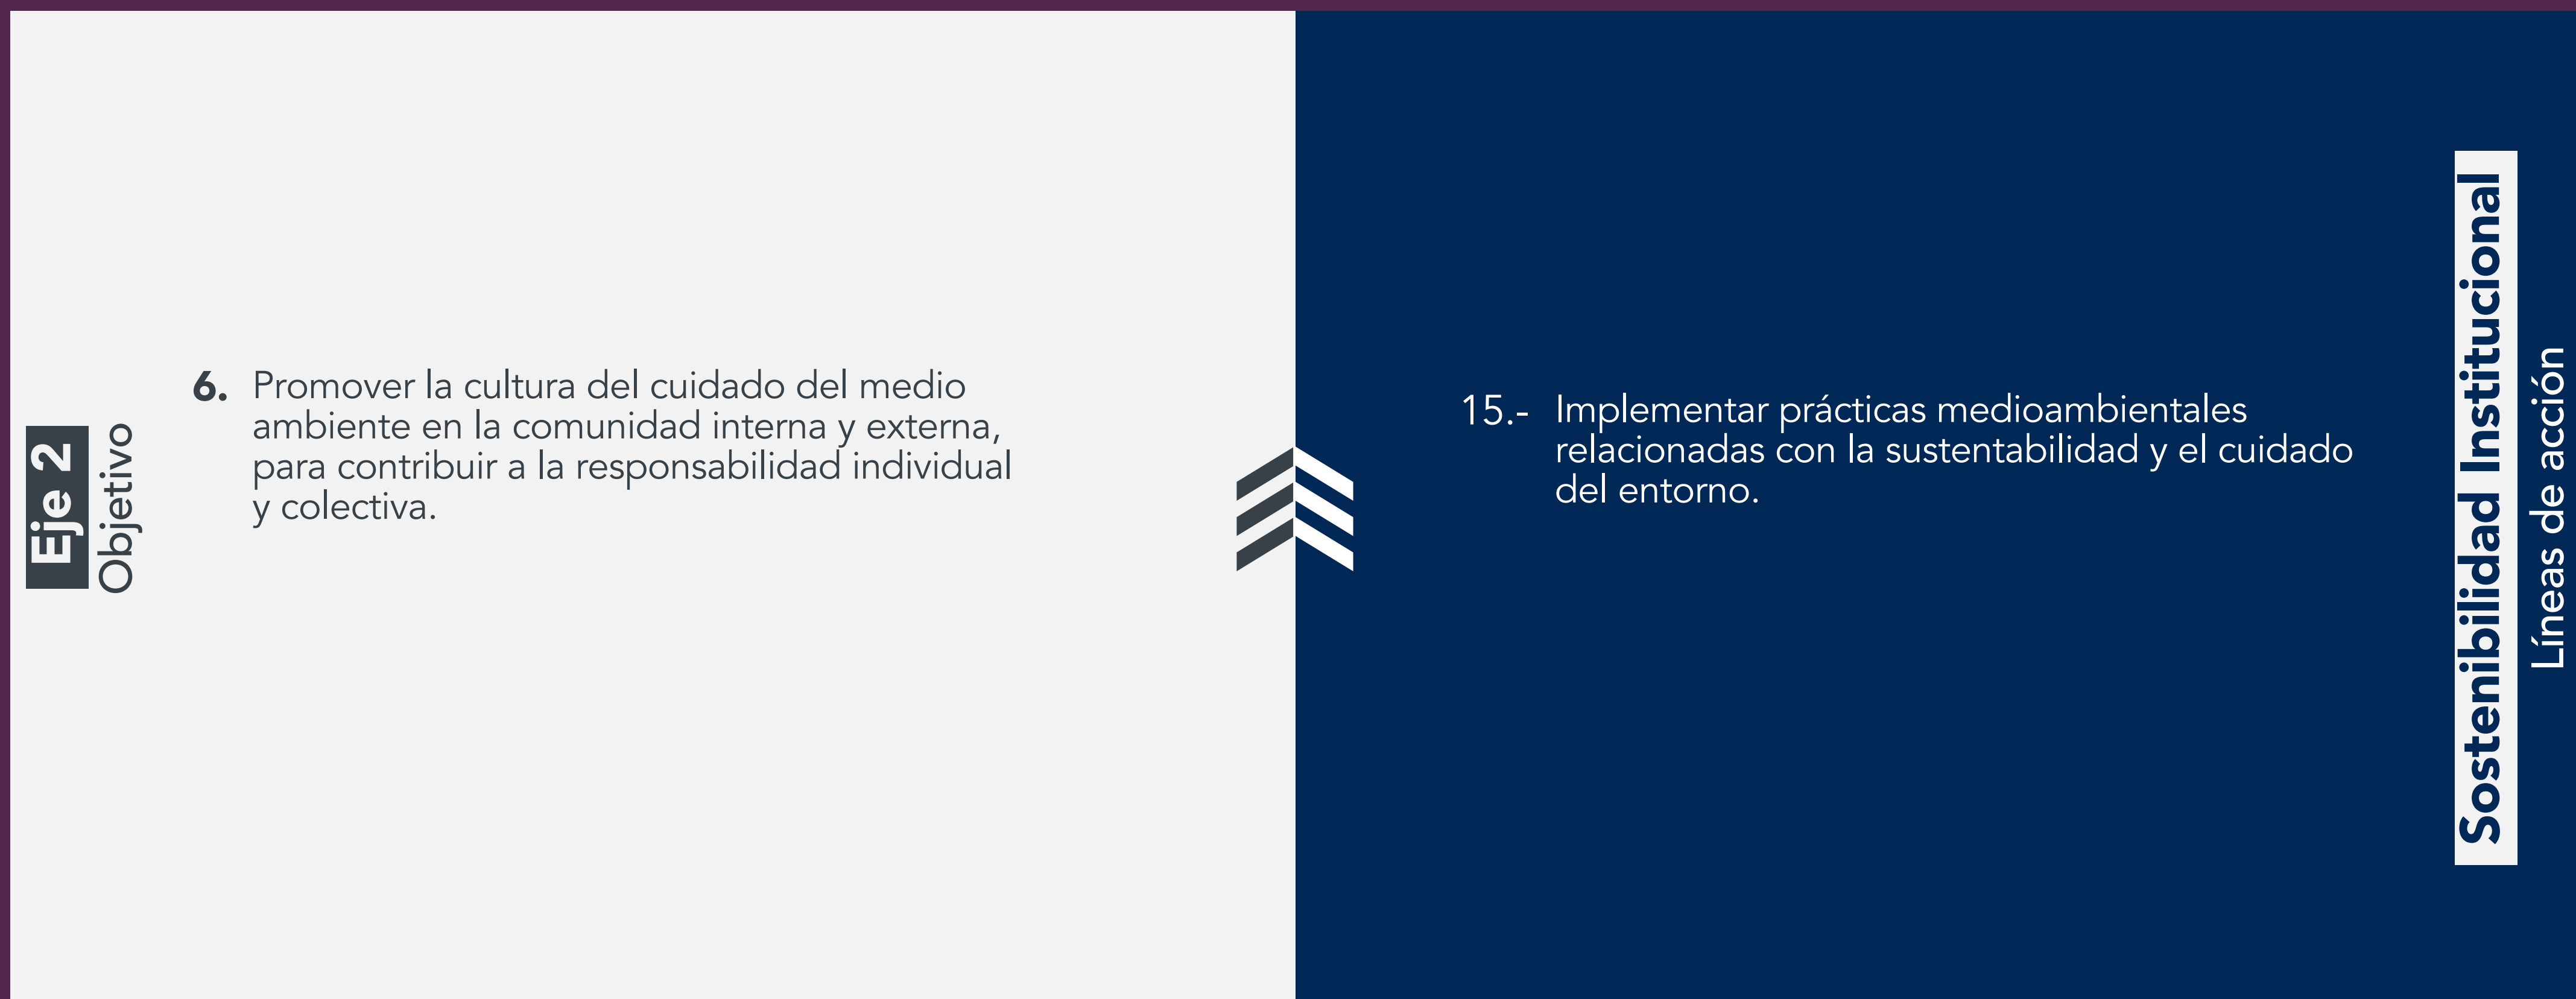 Eje 2
Objetivo
6. Promover la cultura del cuidado del medio
ambiente en la comunidad interna y externa,
para contribuir a la responsabilidad individual
y colectiva.
15.- Implementar prácticas medioambientales
relacionadas con la sustentabilidad y el cuidado
del entorno.
Sostenibilidad Institucional
Líneas de acción